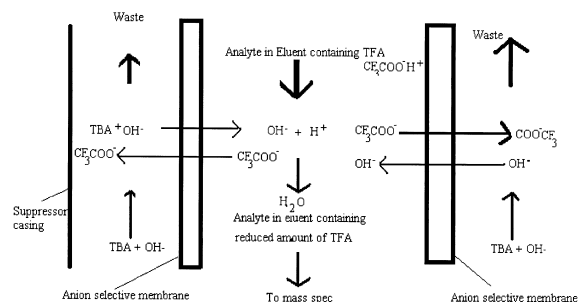 Waste
Analyte in Eluent containing TFA
CF3COO⁻H⁺
Waste
TBA⁺OH-
OH- + H⁺
CF3COO⁻
COO⁻CF3
CF3COO⁻
CF3COO⁻
OH⁻
OH⁻
H2O
Suppressor
casing
TBA + OH-
Analyte in eluent containing
reduced amount of TFA
TBA + OH-
Anion selective membrane
To mass spec
Anion selective membrane